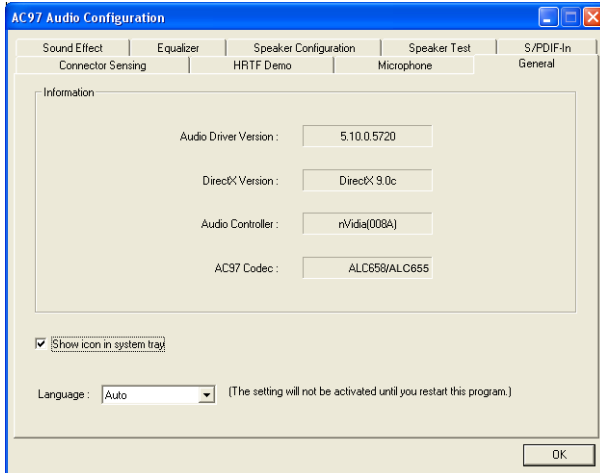 AC97 Audio Configuration
Sound Effect Equalizer Speaker Configuration Speaker Test S/PDIF-In
Connector Sensing HRTF Demo Microphone General
Information
Audio Driver Version : 5.10.0.5720
DirectX Version : DirectX 9.0c
Audio Controller : nVidia(008A)
AC97 Codec : ALC658/ALC655
Show icon in system tray
Language : Auto (The setting will not be activated until you restart this program.)
OK